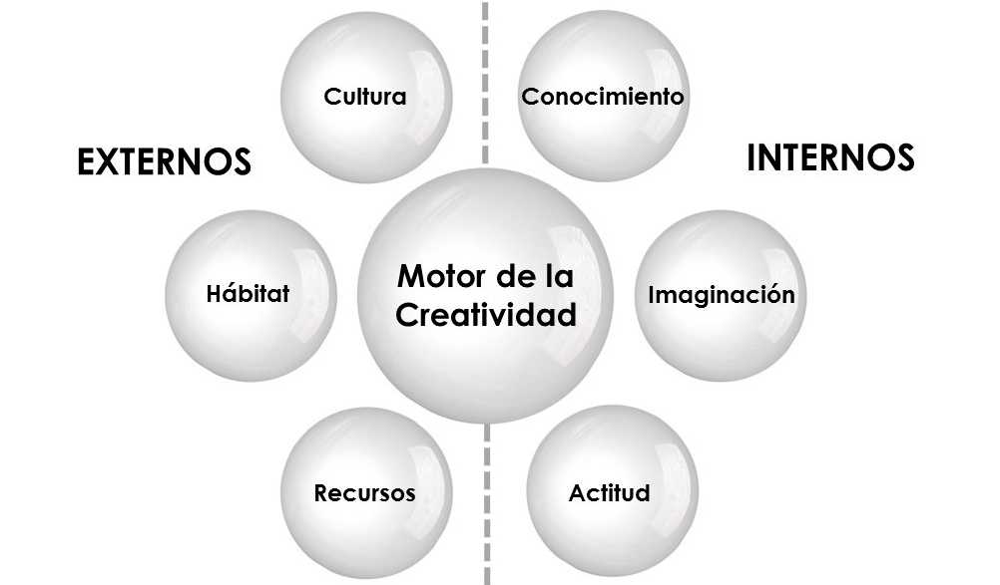 Cultura
Conocimiento
EXTERNOS
INTERNOS
Hábitat
Motor de la
Creatividad
Imaginación
Recursos
Actitud